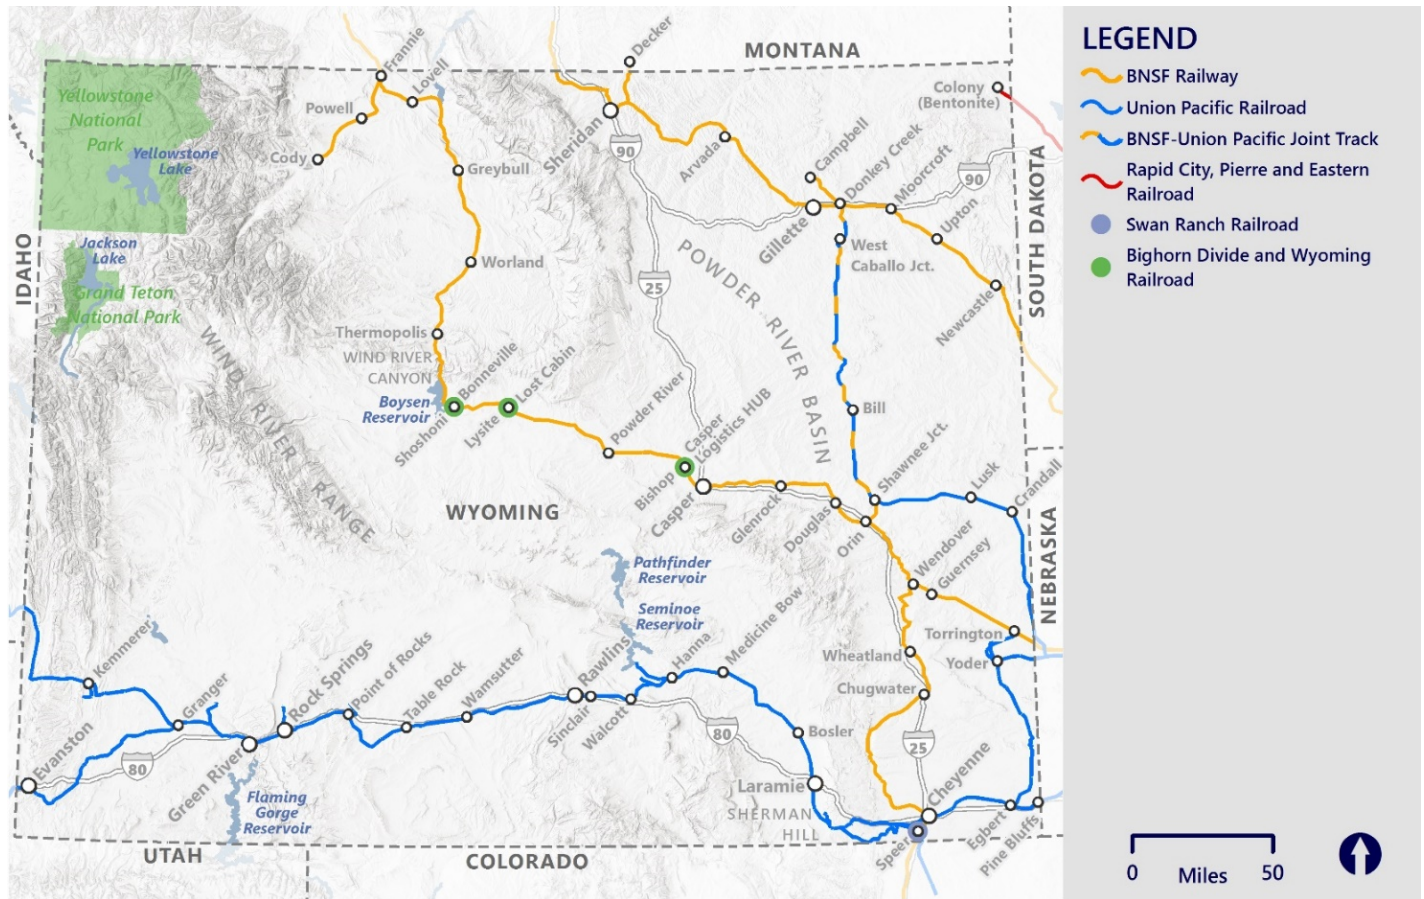 MONTANA
Decker
Frannie
Lovell
Powell
Cody
Greybull
Worland
Thermopolis
WIND RIVER
CANYON
Boysen
Reservoir
Shoshoni
Bonneville
Lysite
Lost Cabin
Powder River
Bishop
Casper
Logistics HUB
Casper
Glenrock
Douglas
Orin
Shawnee Jct.
Lusk
Crandall
Sheridan
90
Arvada
Campbell
Donkey Creek
Moorcroft
90
Colony
(Bentonite)
Gillette
Upton
West
Caballo Jct.
Newcastle
25
POWDER RIVER BASIN
Bill
SOUTH DAKOTA
NEBRASKA
IDAHO
Yellowstone
National
Park
Yellowstone
Lake
Jackson
Lake
Grand Teton
National Park
WIND RIVER RANGE
WYOMING
Pathfinder
Reservoir
Seminoe
Reservoir
Wendover
Guernsey
Torrington
Yoder
Wheatland
Chugwater
25
Kemmerer
Granger
Evanston
80
Green River
Rock Springs
Point of Rocks
Table Rock
Wamsutter
Rawlins
Sinclair
Walcott
Hanna
Medicine Bow
80
Bosler
Laramie
SHERMAN
HILL
Cheyenne
Speer
Egbert
Pine Bluffs
Flaming
Gorge
Reservoir
UTAH
COLORADO
LEGEND
BNSF Railway
Union Pacific Railroad
BNSF-Union Pacific Joint Track
Rapid City, Pierre and Eastern
Railroad
Swan Ranch Railroad
Bighorn Divide and Wyoming
Railroad
0 Miles 50